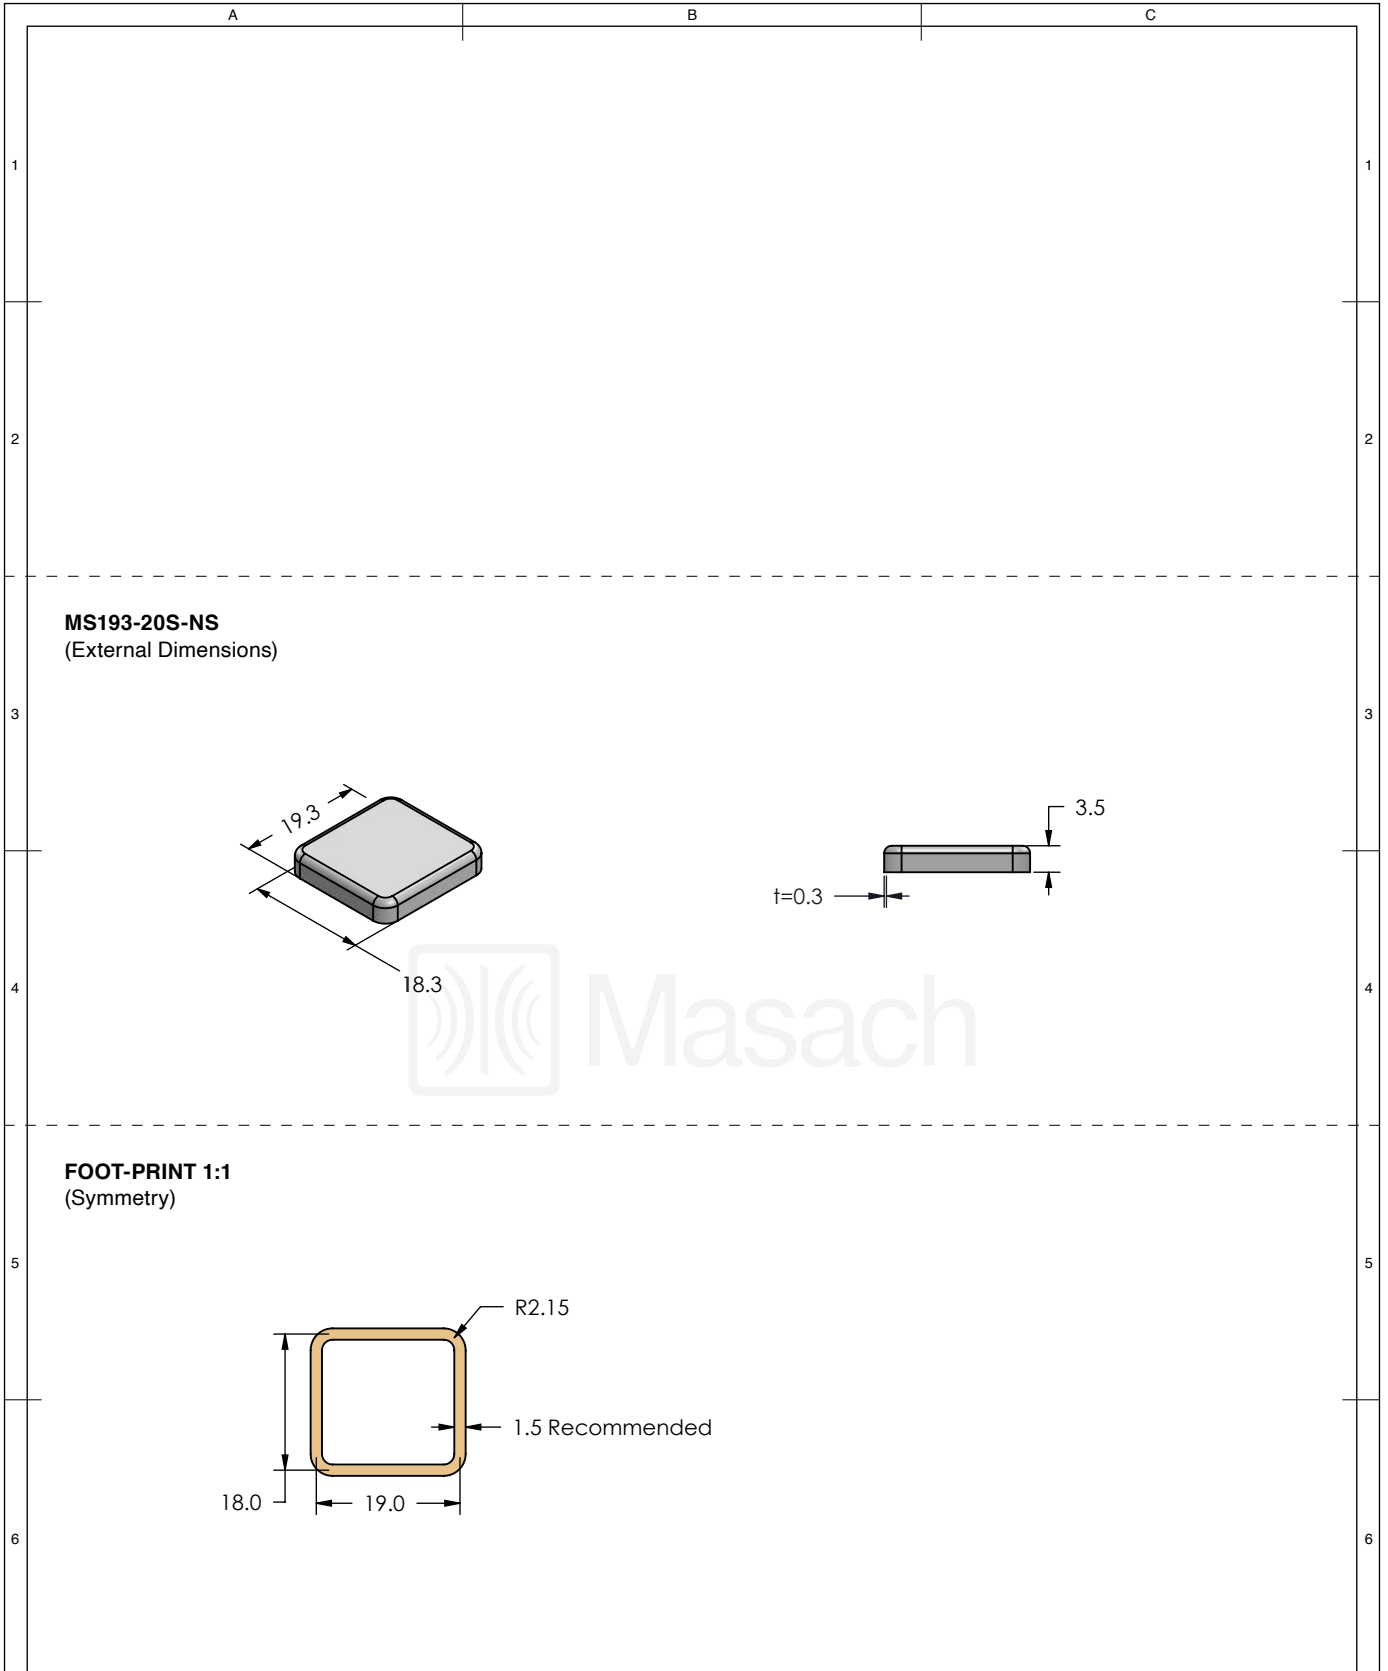 A B C
1 1
2 2
MS193-20S-NS
(External Dimensions)
3 3
19.3
3.5
t=0.3
18.3
4 4
Masach
FOOT-PRINT 1:1
(Symmetry)
5 5
R2.15
1.5 Recommended
18.0
19.0
6 6